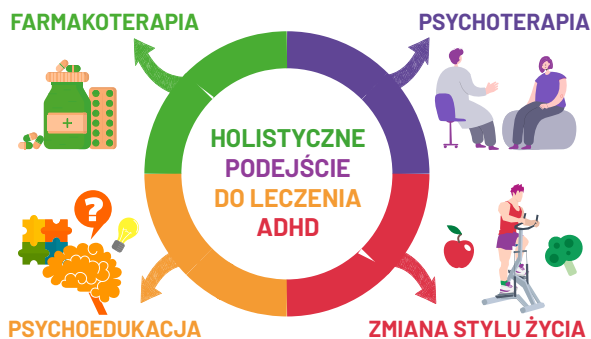 FARMAKOTERAPIA
PSYCHOTERAPIA
HOLISTYCZNE
PODEJŚCIE
DO LECZENIA
ADHD
?
PSYCHOEDUKACJA
ZMIANA STYLU ŻYCIA